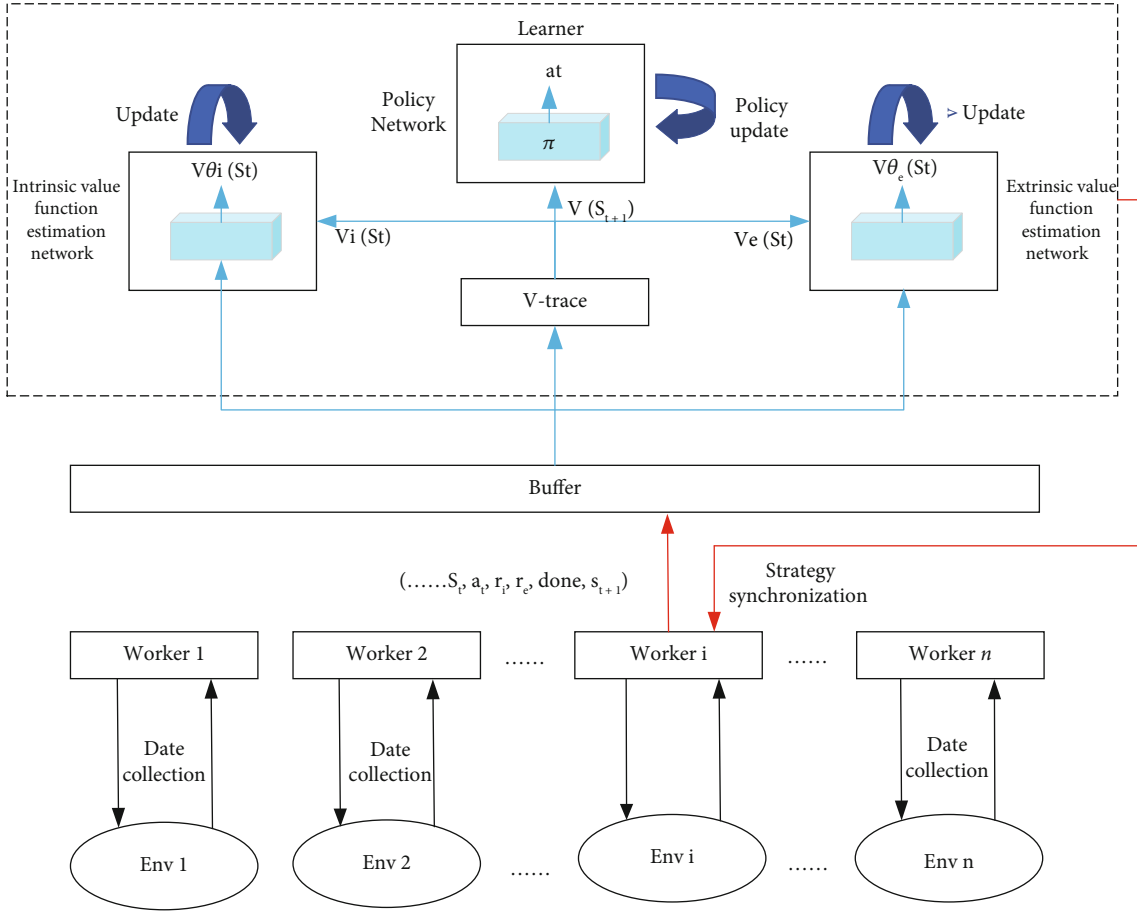 Learner
at
π
Policy
Network
Policy
update
Update
Vθi (St)
Intrinsic value
function
estimation
network
Update
Vθₑ (St)
Extrinsic value
function
estimation
network
V (Sₜ₊₁)
Vi (St)
Ve (St)
V-trace
Buffer
(......Sₜ, aₜ, rᵢ, rₑ, done, sₜ₊₁)
Strategy
synchronization
Worker 1
Worker 2
......
Worker i
......
Worker n
Date
collection
Date
collection
Date
collection
Env 1
Env 2
......
Env i
......
Env n